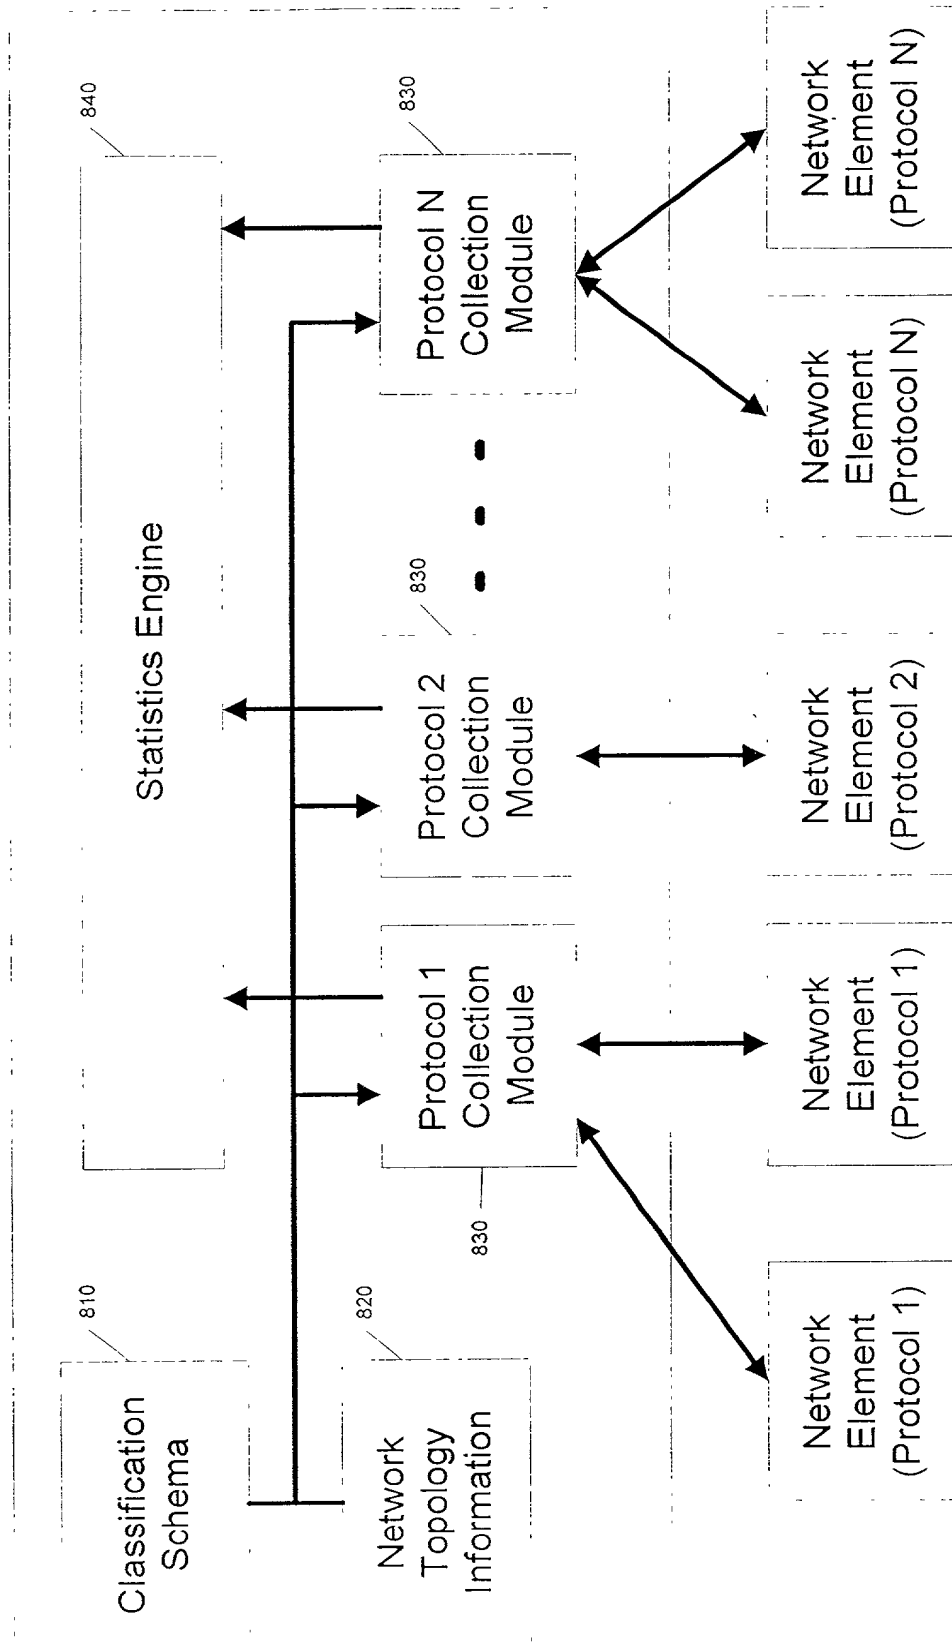 810
Classification
Schema
840
Statistics Engine
820
Network
Topology
Information
830
Protocol 1
Collection
Module
830
Protocol 2
Collection
Module
830
Protocol N
Collection
Module
Network
Element
(Protocol 1)
Network
Element
(Protocol 1)
Network
Element
(Protocol 2)
Network
Element
(Protocol N)
Network
Element
(Protocol N)